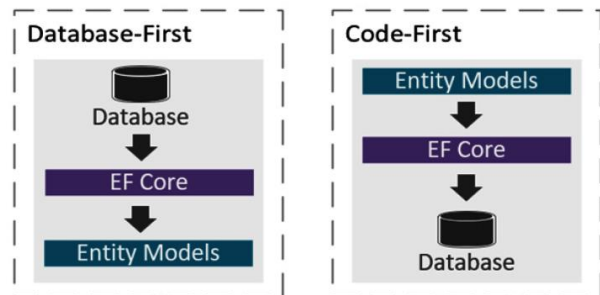 Database-First
Database
EF Core
Entity Models
Code-First
Entity Models
EF Core
Database